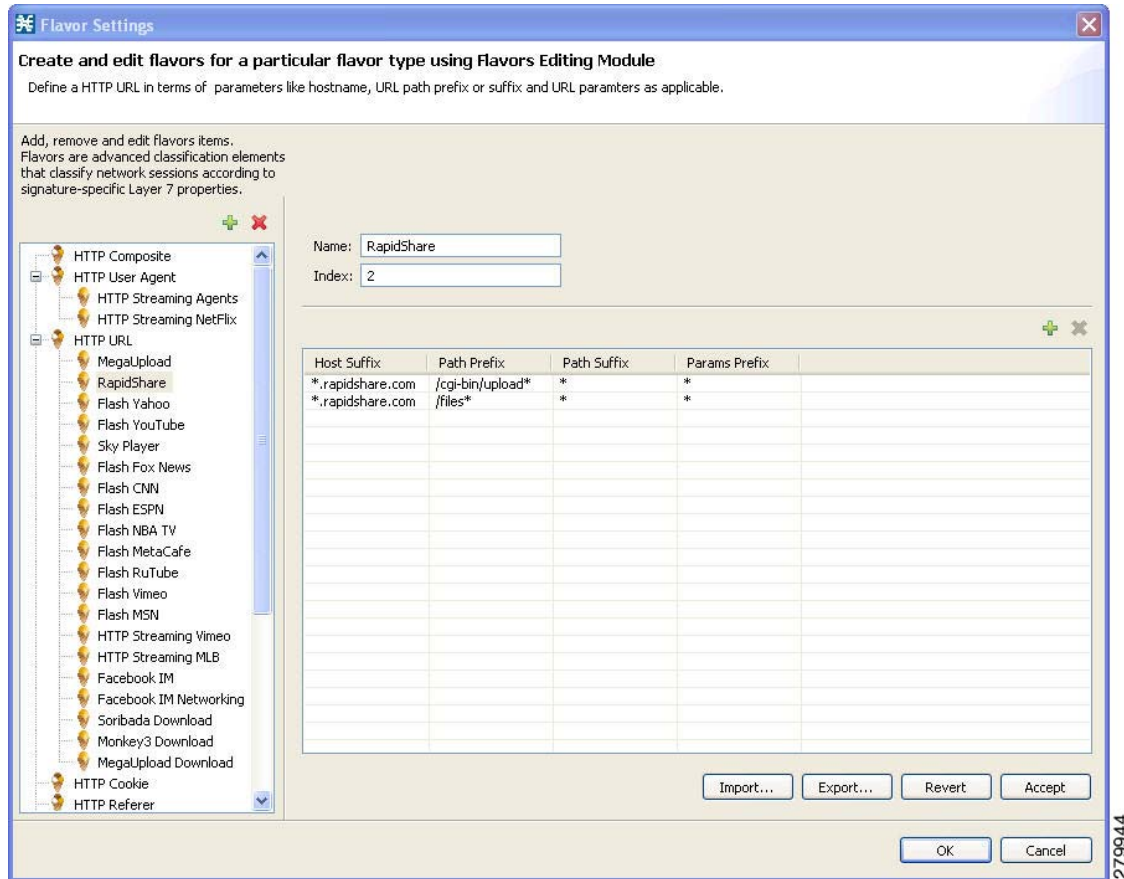 Flavor Settings
Create and edit flavors for a particular flavor type using Flavors Editing Module
Define a HTTP URL in terms of parameters like hostname, URL path prefix or suffix and URL paramters as applicable.
Add, remove and edit flavors items.
Flavors are advanced classification elements
that classify network sessions according to
signature-specific Layer 7 properties.
HTTP Composite
HTTP User Agent
HTTP Streaming Agents
HTTP Streaming NetFlix
HTTP URL
MegaUpload
RapidShare
Flash Yahoo
Flash YouTube
Sky Player
Flash Fox News
Flash CNN
Flash ESPN
Flash NBA TV
Flash MetaCafe
Flash RuTube
Flash Vimeo
Flash MSN
HTTP Streaming Vimeo
HTTP Streaming MLB
Facebook IM
Facebook IM Networking
Soribada Download
Monkey3 Download
MegaUpload Download
HTTP Cookie
HTTP Referer
Name: RapidShare
Index: 2
Host Suffix Path Prefix Path Suffix Params Prefix
*.rapidshare.com /cgi-bin/upload* * *
*.rapidshare.com /files* * *
Import... Export... Revert Accept
OK Cancel
279944